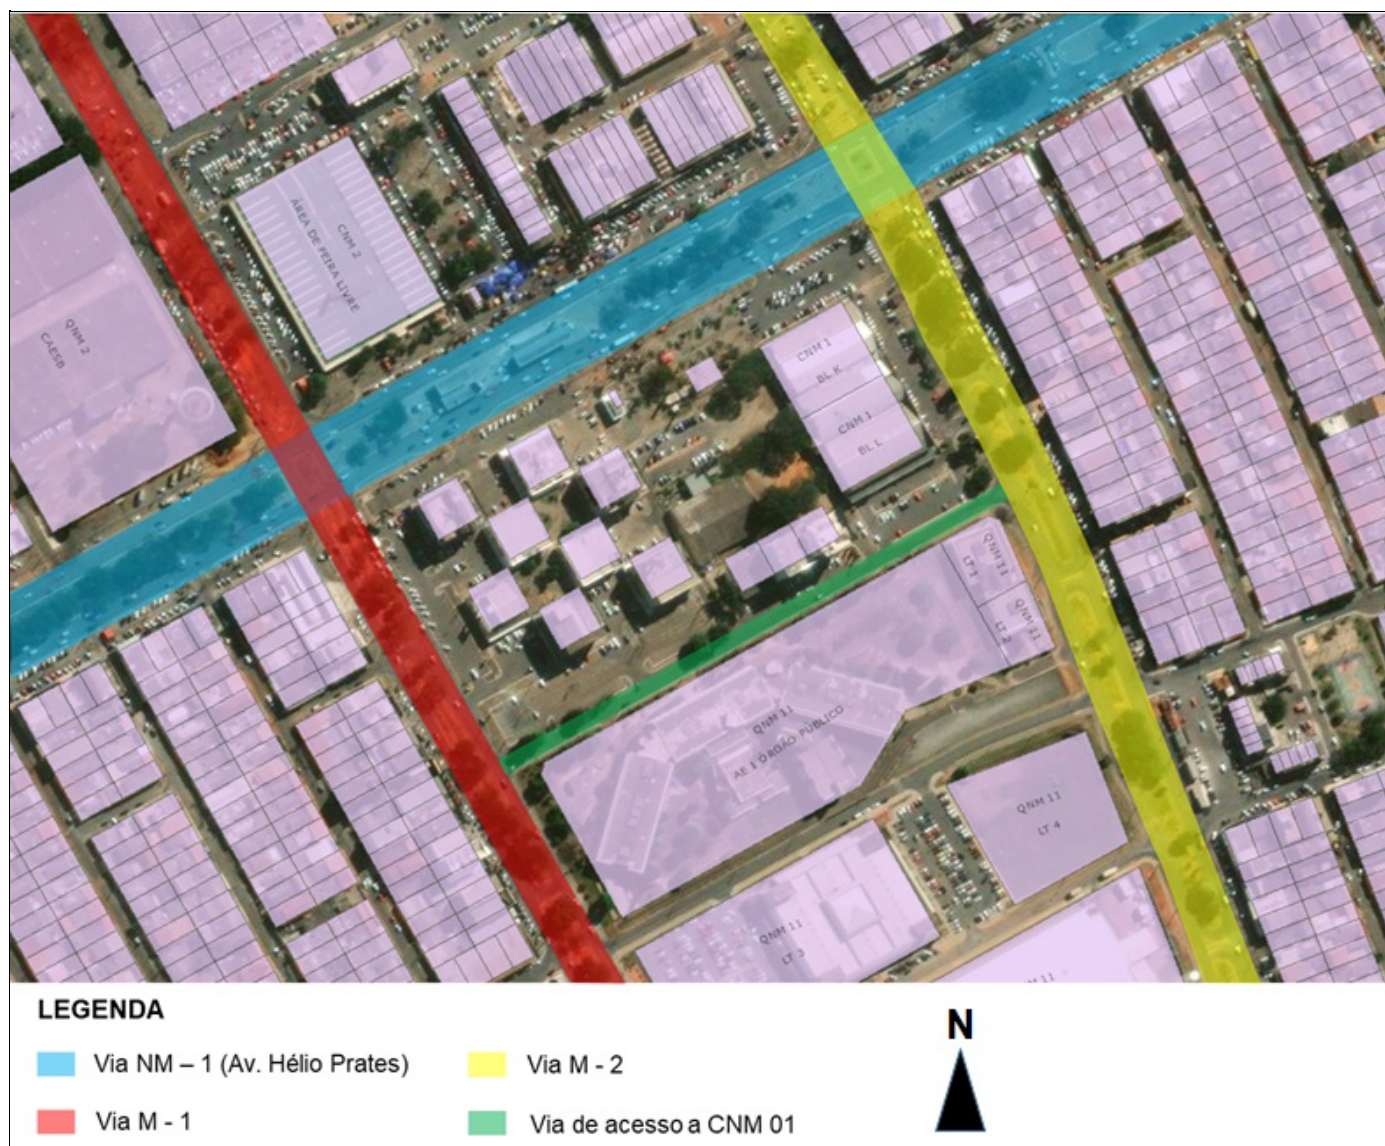 CNM 2
ÁREA DE FEIRA LIVRE
QNM 2
CAESB
CNM 1
BL K
CNM 1
BL L
QNM 11
LT 1
QNM 11
LT 2
QNM 11
AE 1 ÓRGÃO PÚBLICO
QNM 11
LT 4
QNM 11
LT 3
LEGENDA
Via NM – 1 (Av. Hélio Prates)
Via M - 2
Via M - 1
Via de acesso a CNM 01
N